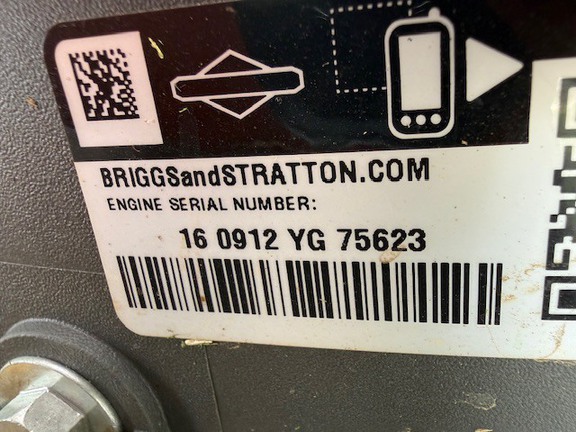 BRIGGSandSTRATTON.COM
ENGINE SERIAL NUMBER:
16 0912 YG 75623